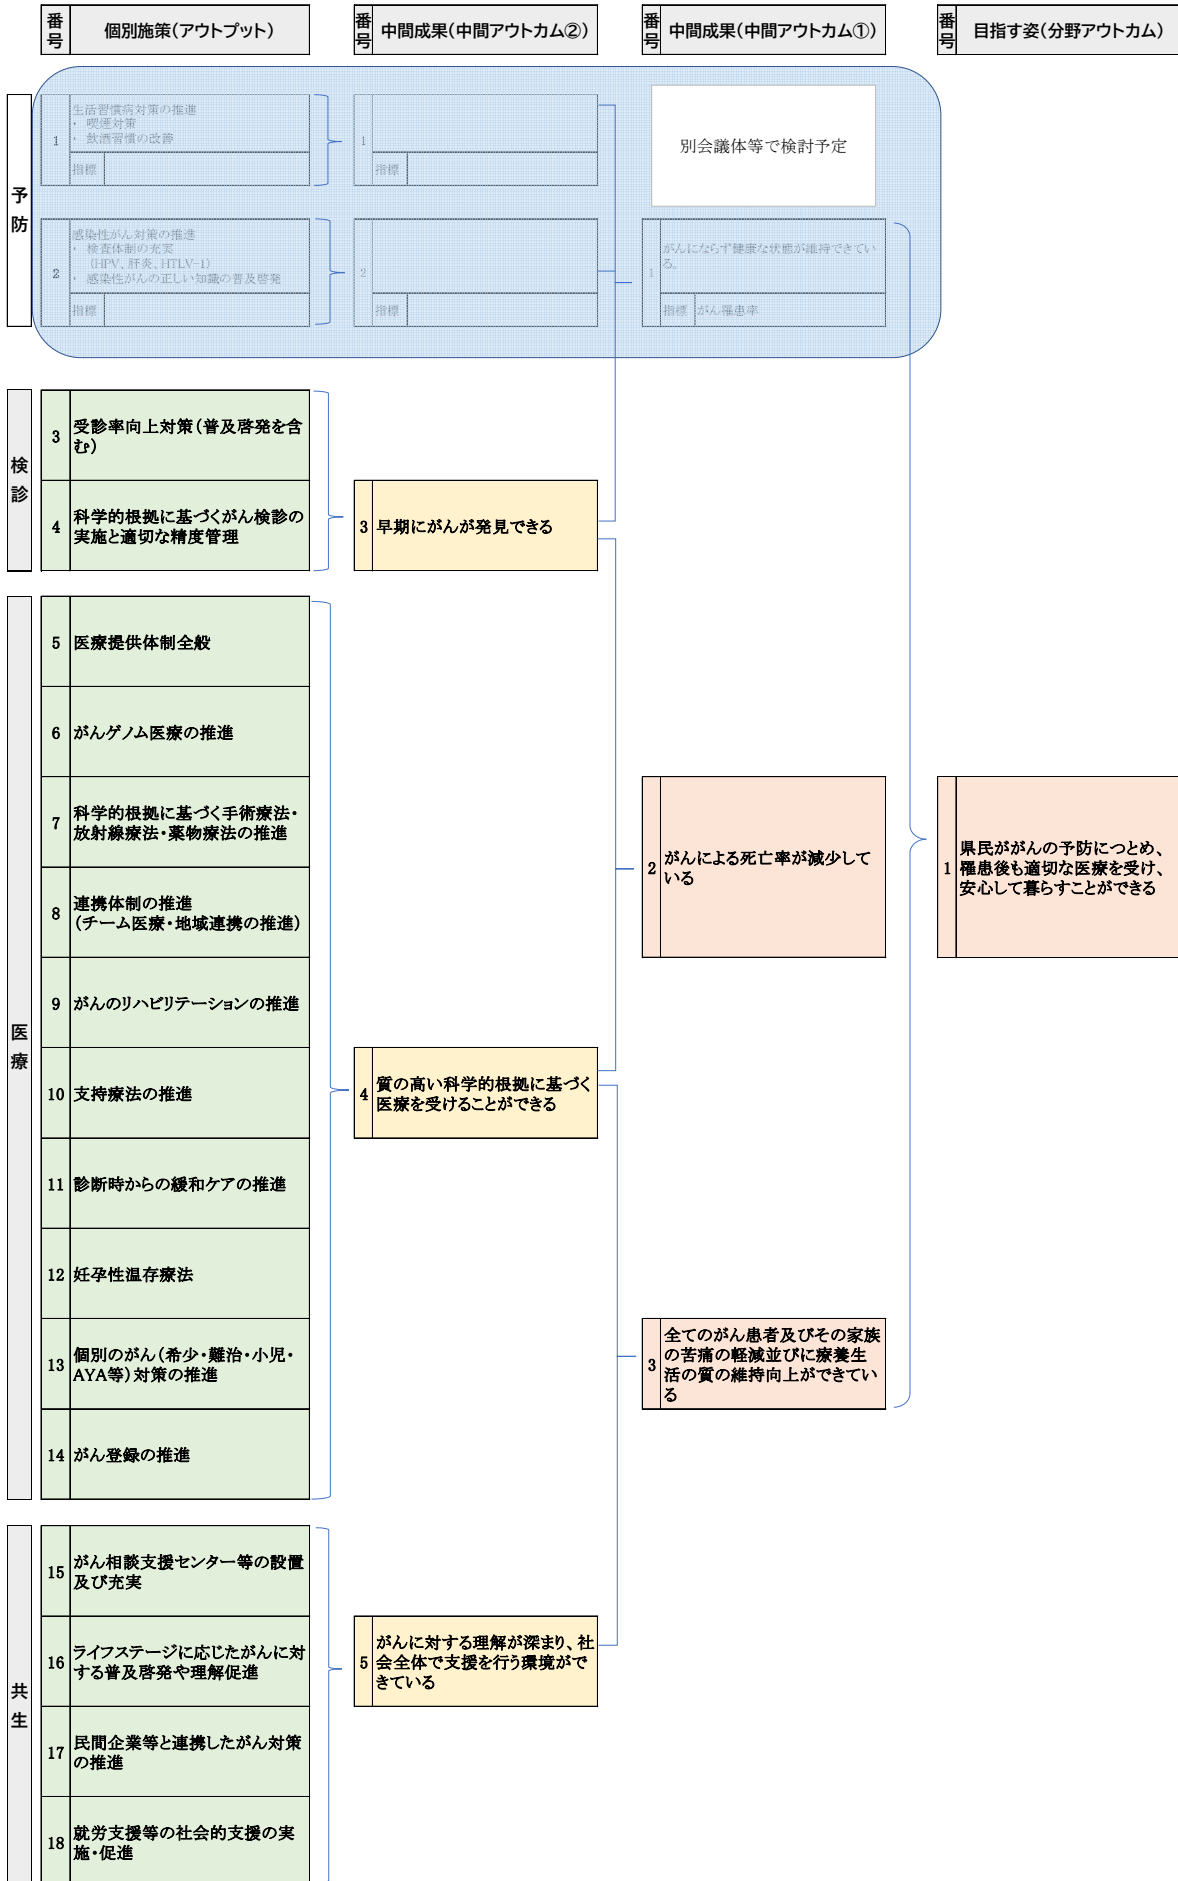 番号 個別施策(アウトプット) 番号 中間成果(中間アウトカム②) 番号 中間成果(中間アウトカム①) 番号 目指す姿(分野アウトカム)
予防
1
生活習慣病対策の推進
・ 喫煙対策
・ 飲酒習慣の改善
指標
1
指標
別会議体等で検討予定
2
感染性がん対策の推進
・ 検査体制の充実
(HPV、肝炎、HTLV-1)
・ 感染性がんの正しい知識の普及啓発
指標
2
指標
1
がんにならず健康な状態が維持できてい
る。
指標 がん罹患率
検診
3
受診率向上対策(普及啓発を含
む)
4
科学的根拠に基づくがん検診の
実施と適切な精度管理
3 早期にがんが発見できる
医療
5 医療提供体制全般
6 がんゲノム医療の推進
7
科学的根拠に基づく手術療法・
放射線療法・薬物療法の推進
8
連携体制の推進
(チーム医療・地域連携の推進)
9 がんのリハビリテーションの推進
10 支持療法の推進
11 診断時からの緩和ケアの推進
12 妊孕性温存療法
13
個別のがん(希少・難治・小児・
AYA等)対策の推進
14 がん登録の推進
4
質の高い科学的根拠に基づく
医療を受けることができる
2
がんによる死亡率が減少して
いる
3
全てのがん患者及びその家族
の苦痛の軽減並びに療養生
活の質の維持向上ができてい
る
1
県民ががんの予防につとめ、
罹患後も適切な医療を受け、
安心して暮らすことができる
共生
15
がん相談支援センター等の設置
及び充実
16
ライフステージに応じたがんに対
する普及啓発や理解促進
17
民間企業等と連携したがん対策
の推進
18
就労支援等の社会的支援の実
施・促進
5
がんに対する理解が深まり、社
会全体で支援を行う環境がで
きている